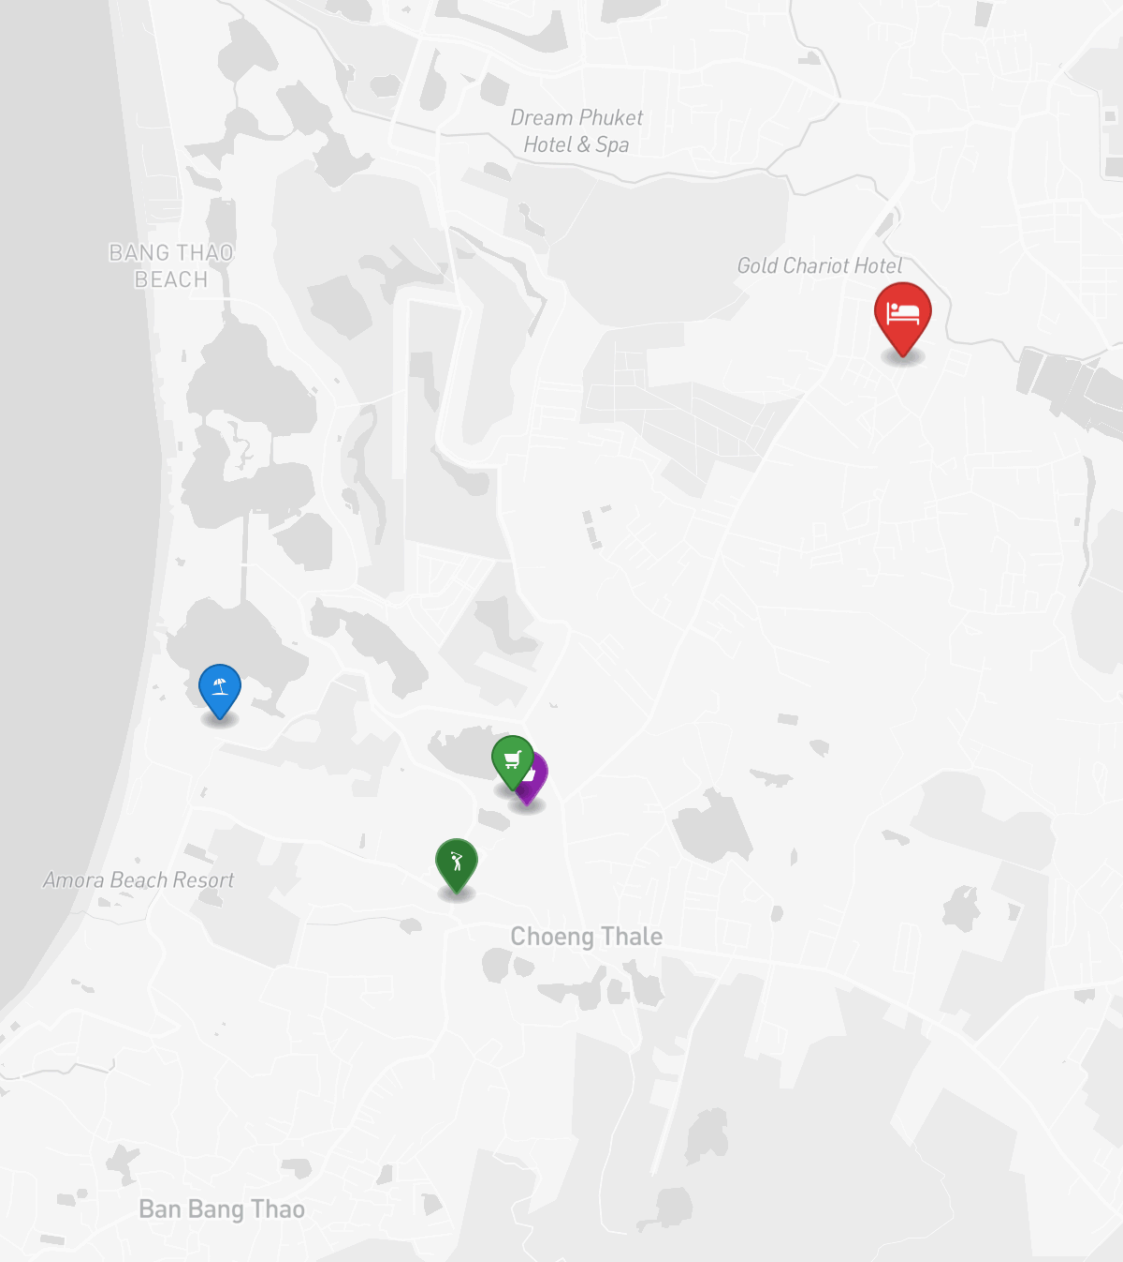 Dream Phuket
Hotel & Spa
BANG THAO
BEACH
Gold Chariot Hotel
Amora Beach Resort
Choeng Thale
Ban Bang Thao